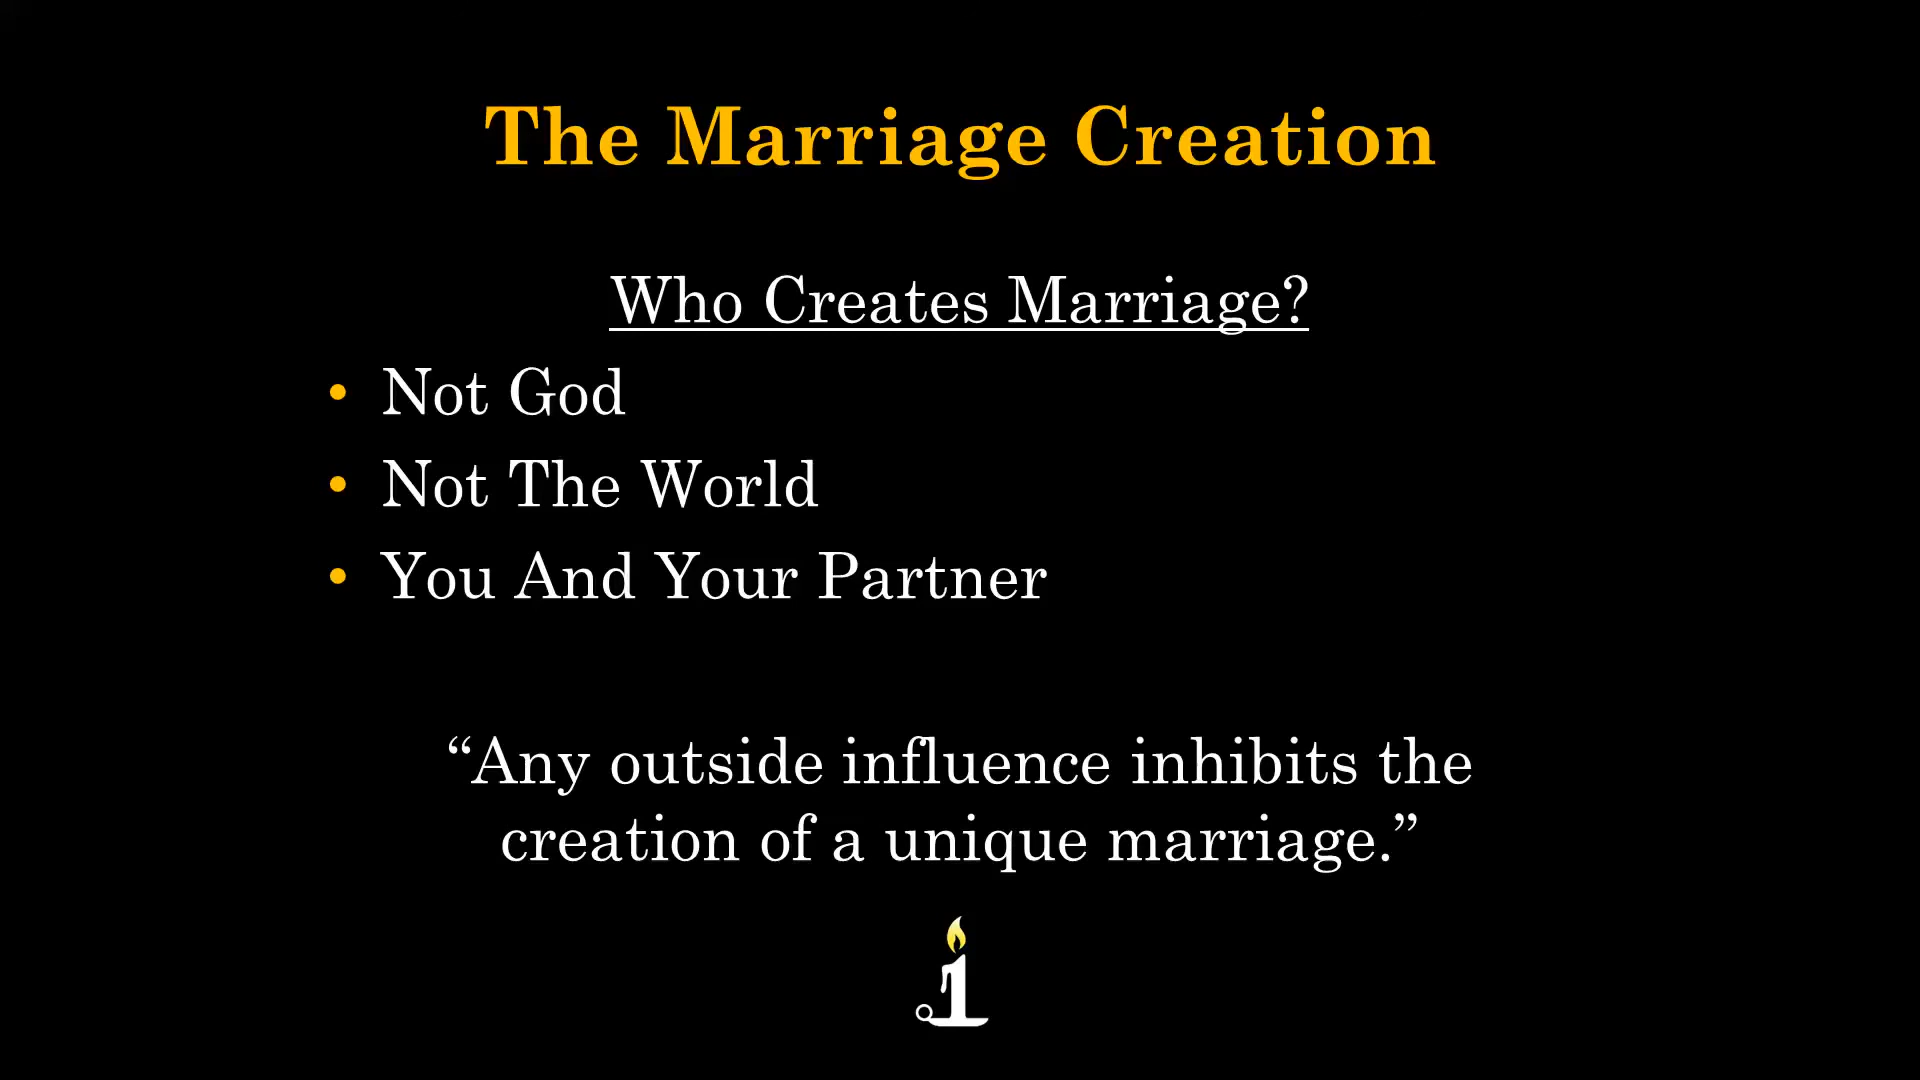 The Marriage Creation
Who Creates Marriage?
• Not God
• Not The World
• You And Your Partner
“Any outside influence inhibits the
creation of a unique marriage.”